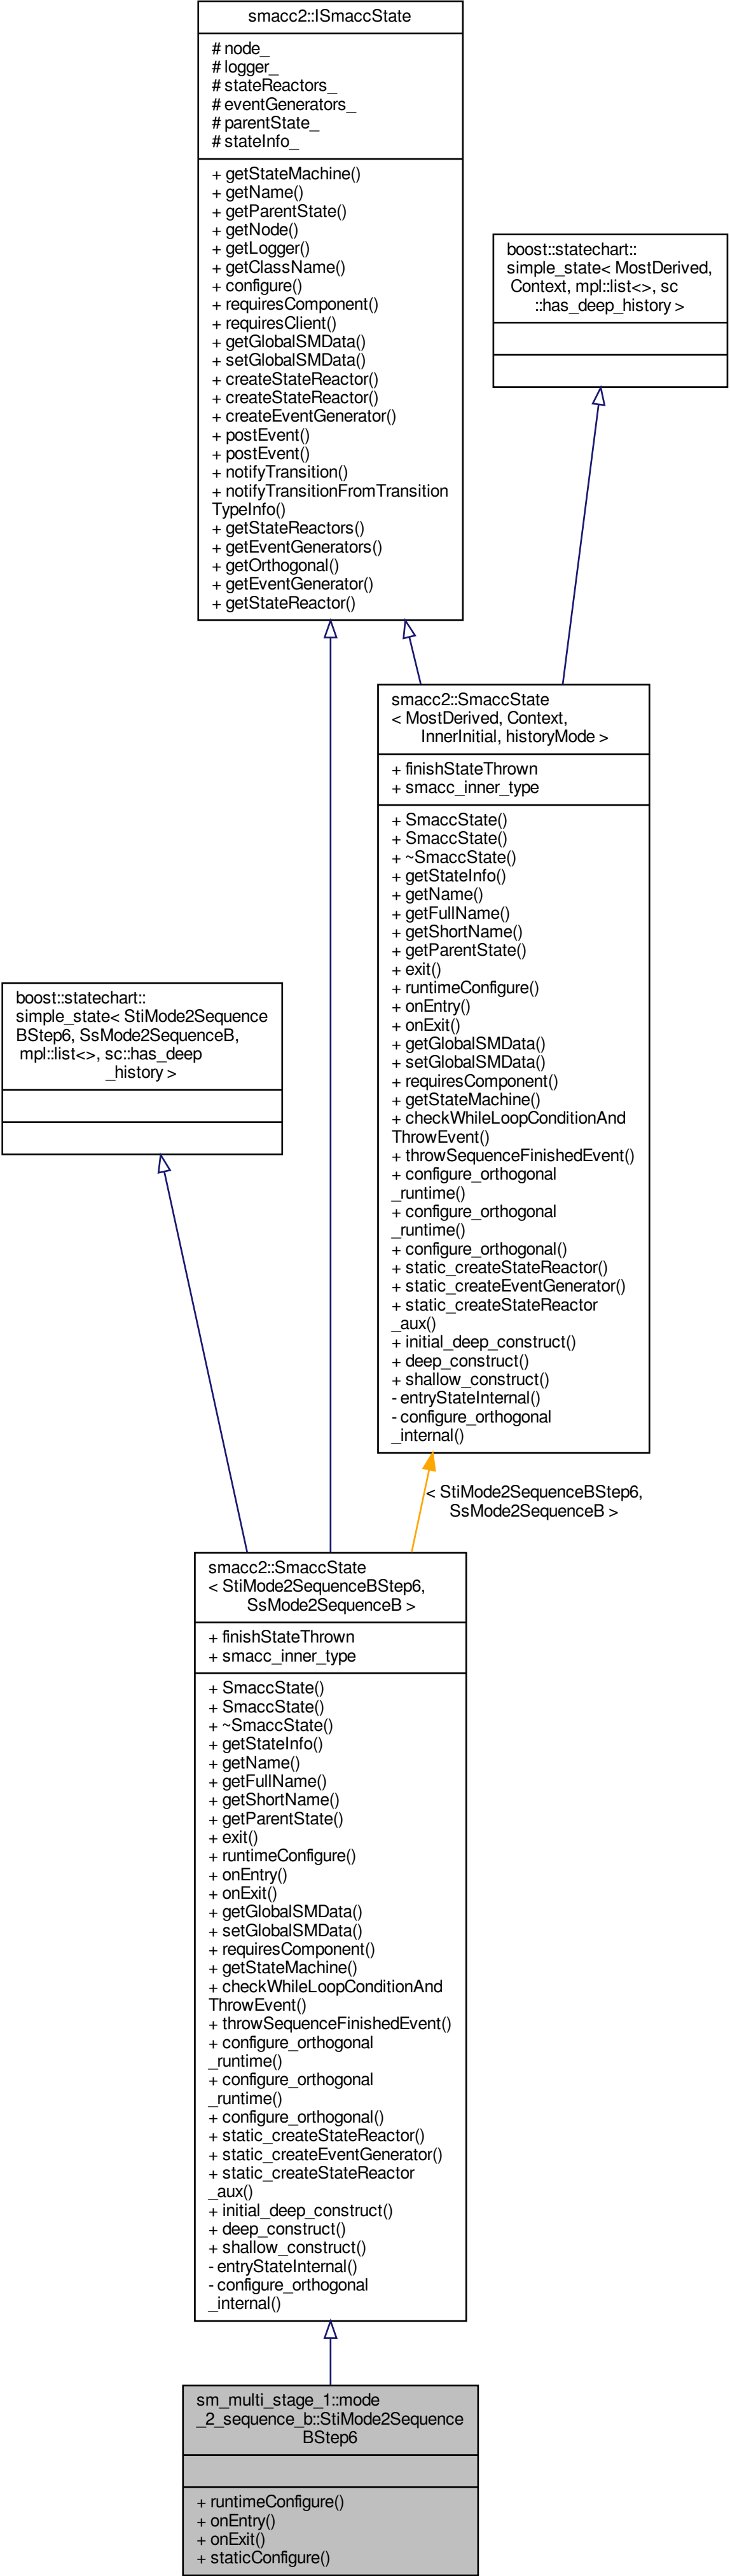 smacc2::ISmaccState
# node_
# logger_
# stateReactors_
# eventGenerators_
# parentState_
# stateInfo_
+ getStateMachine()
+ getName()
+ getParentState()
+ getNode()
+ getLogger()
+ getClassName()
+ configure()
+ requiresComponent()
+ requiresClient()
+ getGlobalSMData()
+ setGlobalSMData()
+ createStateReactor()
+ createStateReactor()
+ createEventGenerator()
+ postEvent()
+ postEvent()
+ notifyTransition()
+ notifyTransitionFromTransition
TypeInfo()
+ getStateReactors()
+ getEventGenerators()
+ getOrthogonal()
+ getEventGenerator()
+ getStateReactor()
boost::statechart::
simple_state< MostDerived,
Context, mpl::list<>, sc
::has_deep_history >
smacc2::SmaccState
< MostDerived, Context,
InnerInitial, historyMode >
+ finishStateThrown
+ smacc_inner_type
+ SmaccState()
+ SmaccState()
+ ~SmaccState()
+ getStateInfo()
+ getName()
+ getFullName()
+ getShortName()
+ getParentState()
+ exit()
+ runtimeConfigure()
+ onEntry()
+ onExit()
+ getGlobalSMData()
+ setGlobalSMData()
+ requiresComponent()
+ getStateMachine()
+ checkWhileLoopConditionAnd
ThrowEvent()
+ throwSequenceFinishedEvent()
+ configure_orthogonal
_runtime()
+ configure_orthogonal
_runtime()
+ configure_orthogonal()
+ static_createStateReactor()
+ static_createEventGenerator()
+ static_createStateReactor
_aux()
+ initial_deep_construct()
+ deep_construct()
+ shallow_construct()
- entryStateInternal()
- configure_orthogonal
_internal()
boost::statechart::
simple_state< StiMode2Sequence
BStep6, SsMode2SequenceB,
mpl::list<>, sc::has_deep
_history >
< StiMode2SequenceBStep6,
SsMode2SequenceB >
smacc2::SmaccState
< StiMode2SequenceBStep6,
SsMode2SequenceB >
+ finishStateThrown
+ smacc_inner_type
+ SmaccState()
+ SmaccState()
+ ~SmaccState()
+ getStateInfo()
+ getName()
+ getFullName()
+ getShortName()
+ getParentState()
+ exit()
+ runtimeConfigure()
+ onEntry()
+ onExit()
+ getGlobalSMData()
+ setGlobalSMData()
+ requiresComponent()
+ getStateMachine()
+ checkWhileLoopConditionAnd
ThrowEvent()
+ throwSequenceFinishedEvent()
+ configure_orthogonal
_runtime()
+ configure_orthogonal
_runtime()
+ configure_orthogonal()
+ static_createStateReactor()
+ static_createEventGenerator()
+ static_createStateReactor
_aux()
+ initial_deep_construct()
+ deep_construct()
+ shallow_construct()
- entryStateInternal()
- configure_orthogonal
_internal()
sm_multi_stage_1::mode
_2_sequence_b::StiMode2Sequence
BStep6
+ runtimeConfigure()
+ onEntry()
+ onExit()
+ staticConfigure()